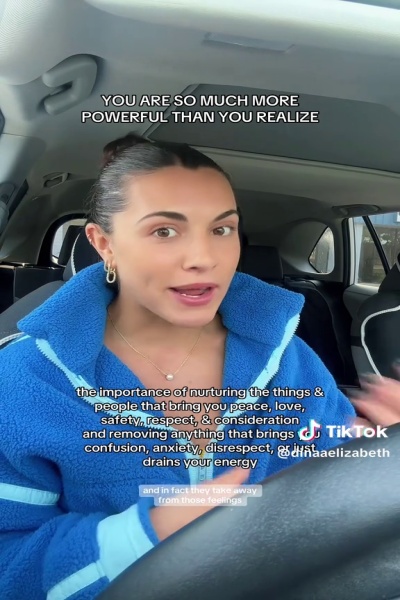 YOU ARE SO MUCH MORE
POWERFUL THAN YOU REALIZE
the importance of nurturing the things &
people that bring you peace, love,
safety, respect, & consideration
and removing anything that brings
confusion, anxiety, disrespect, or just
drains your energy
TikTok
and in fact they take away
from those feelings